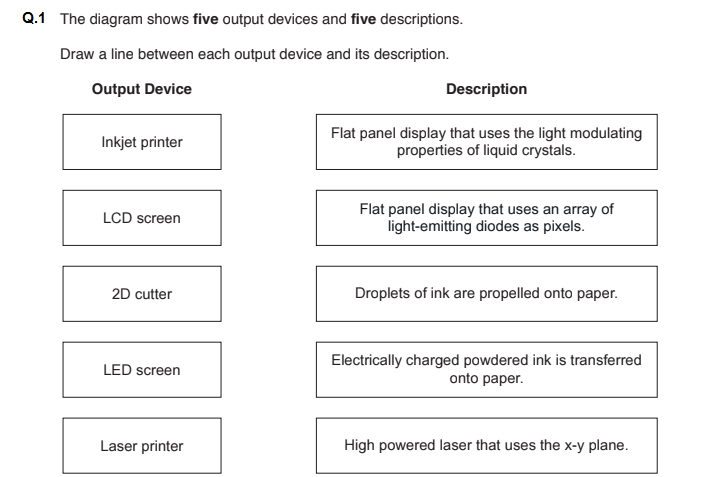 Q.1 The diagram shows five output devices and five descriptions.
Draw a line between each output device and its description.
Output Device
Description
Inkjet printer
Flat panel display that uses the light modulating
properties of liquid crystals.
LCD screen
Flat panel display that uses an array of
light-emitting diodes as pixels.
2D cutter
Droplets of ink are propelled onto paper.
LED screen
Electrically charged powdered ink is transferred
onto paper.
Laser printer
High powered laser that uses the x-y plane.